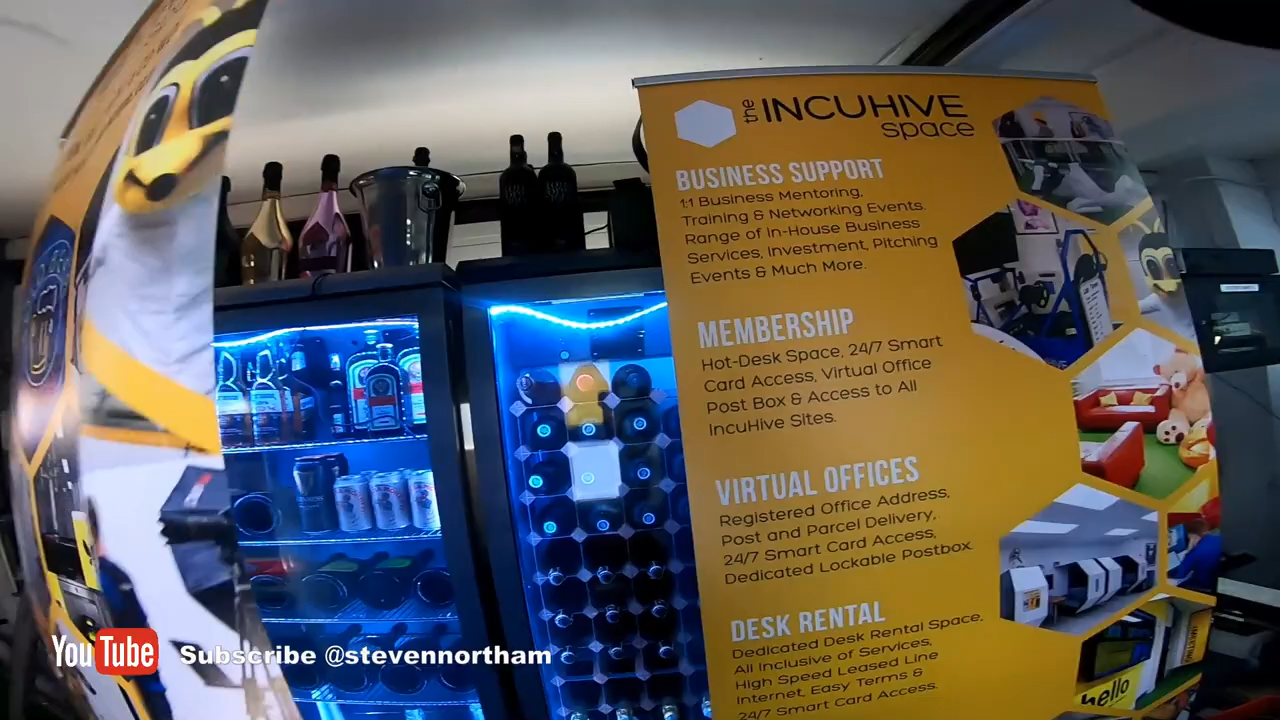 the INCUHIVE
space
BUSINESS SUPPORT
1:1 Business Mentoring,
Training & Networking Events.
Range of In-House Business
Services, Investment, Pitching
Events & Much More.
MEMBERSHIP
Hot-Desk Space, 24/7 Smart
Card Access, Virtual Office
Post Box & Access to All
IncuHive Sites.
VIRTUAL OFFICES
Registered Office Address,
Post and Parcel Delivery,
24/7 Smart Card Access,
Dedicated Lockable Postbox.
DESK RENTAL
Dedicated Desk Rental Space,
All Inclusive of Services,
High Speed Leased Line
Internet, Easy Terms &
24/7 Smart Card Access.
hello
YouTube
Subscribe @stevennortham